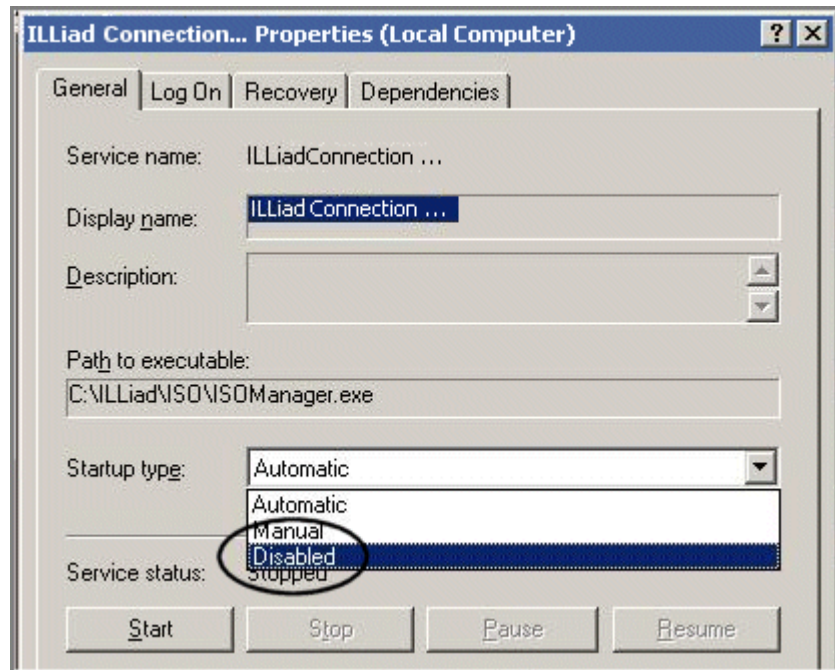 ILLiad Connection... Properties (Local Computer)
General Log On Recovery Dependencies
Service name: ILLiadConnection ...
Display name: ILLiad Connection ...
Description:
Path to executable:
C:\ILLiad\ISO\ISOManager.exe
Startup type: Automatic
Automatic
Manual
Disabled
Service status: Stopped
Start Stop Pause Resume